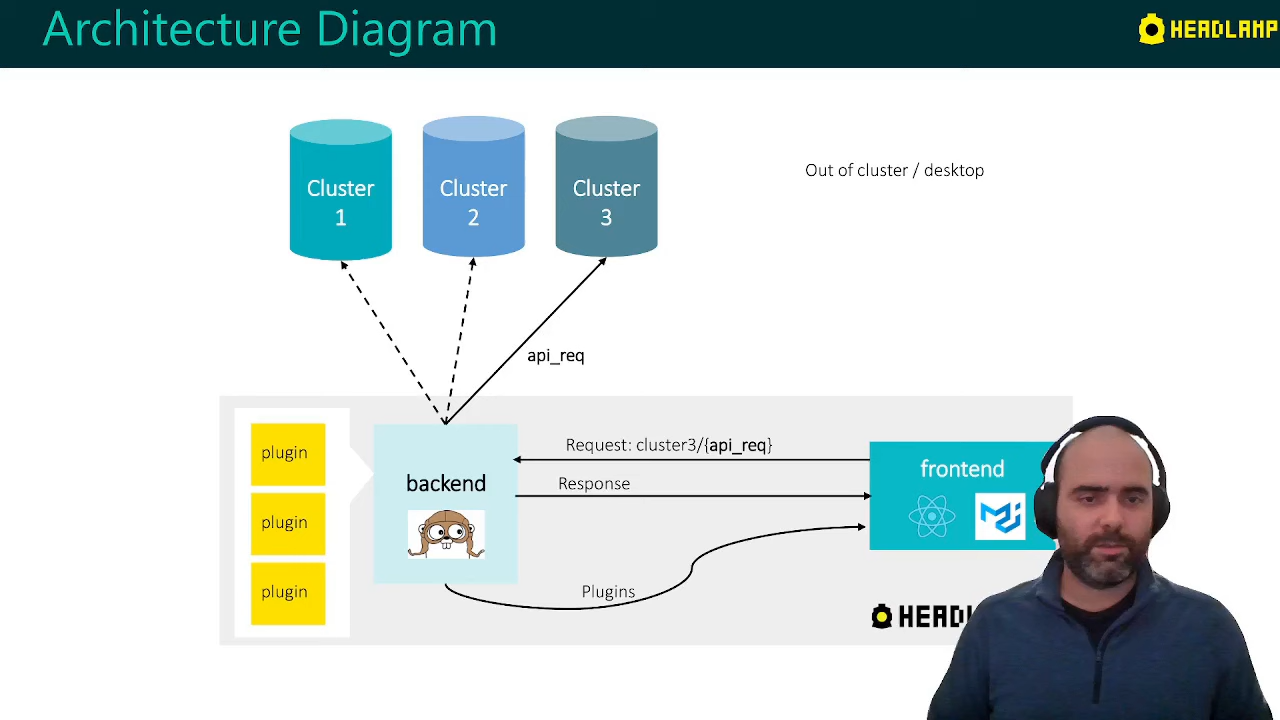 Architecture Diagram
HEADLAMP
Cluster
1
Cluster
2
Cluster
3
Out of cluster / desktop
api_req
plugin
plugin
plugin
backend
Request: cluster3/{api_req}
Response
Plugins
frontend